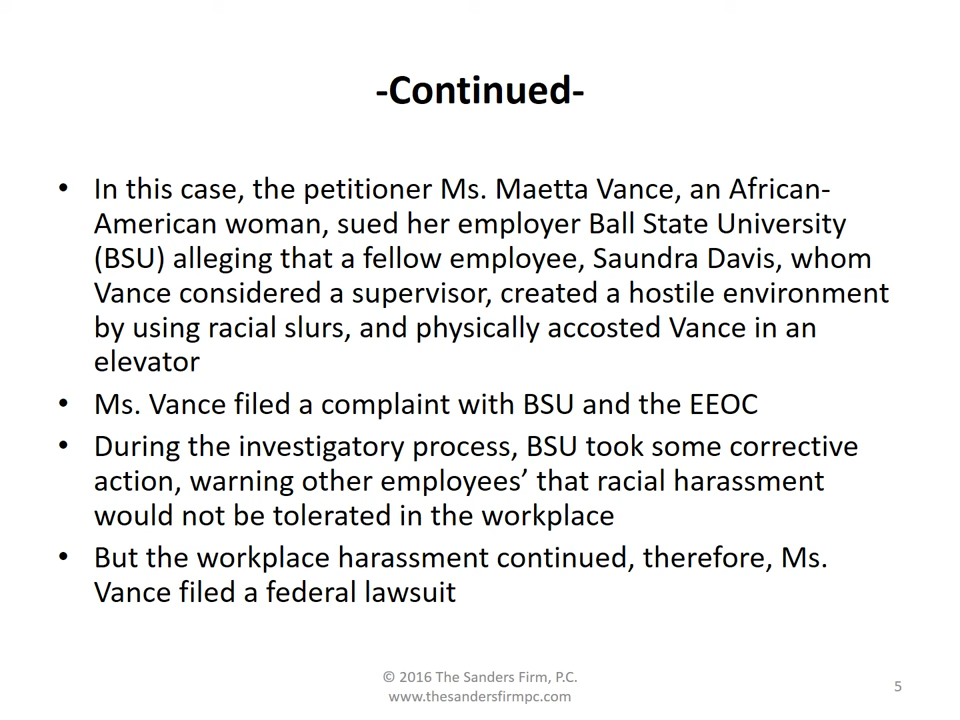 -Continued-
• In this case, the petitioner Ms. Maetta Vance, an African-
American woman, sued her employer Ball State University
(BSU) alleging that a fellow employee, Saundra Davis, whom
Vance considered a supervisor, created a hostile environment
by using racial slurs, and physically accosted Vance in an
elevator
• Ms. Vance filed a complaint with BSU and the EEOC
• During the investigatory process, BSU took some corrective
action, warning other employees’ that racial harassment
would not be tolerated in the workplace
• But the workplace harassment continued, therefore, Ms.
Vance filed a federal lawsuit
© 2016 The Sanders Firm, P.C.
www.thesandersfirmpc.com
5